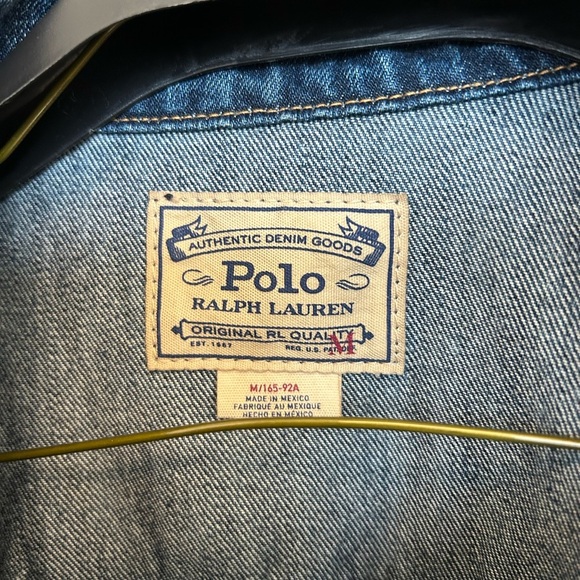 AUTHENTIC DENIM GOODS
Polo
RALPH LAUREN
ORIGINAL RL QUALITY
EST. 1967
REG. U.S. PAT. OFF.
M
M/165-92A
MADE IN MEXICO
FABRIQUÉ AU MEXIQUE
HECHO EN MÉXICO